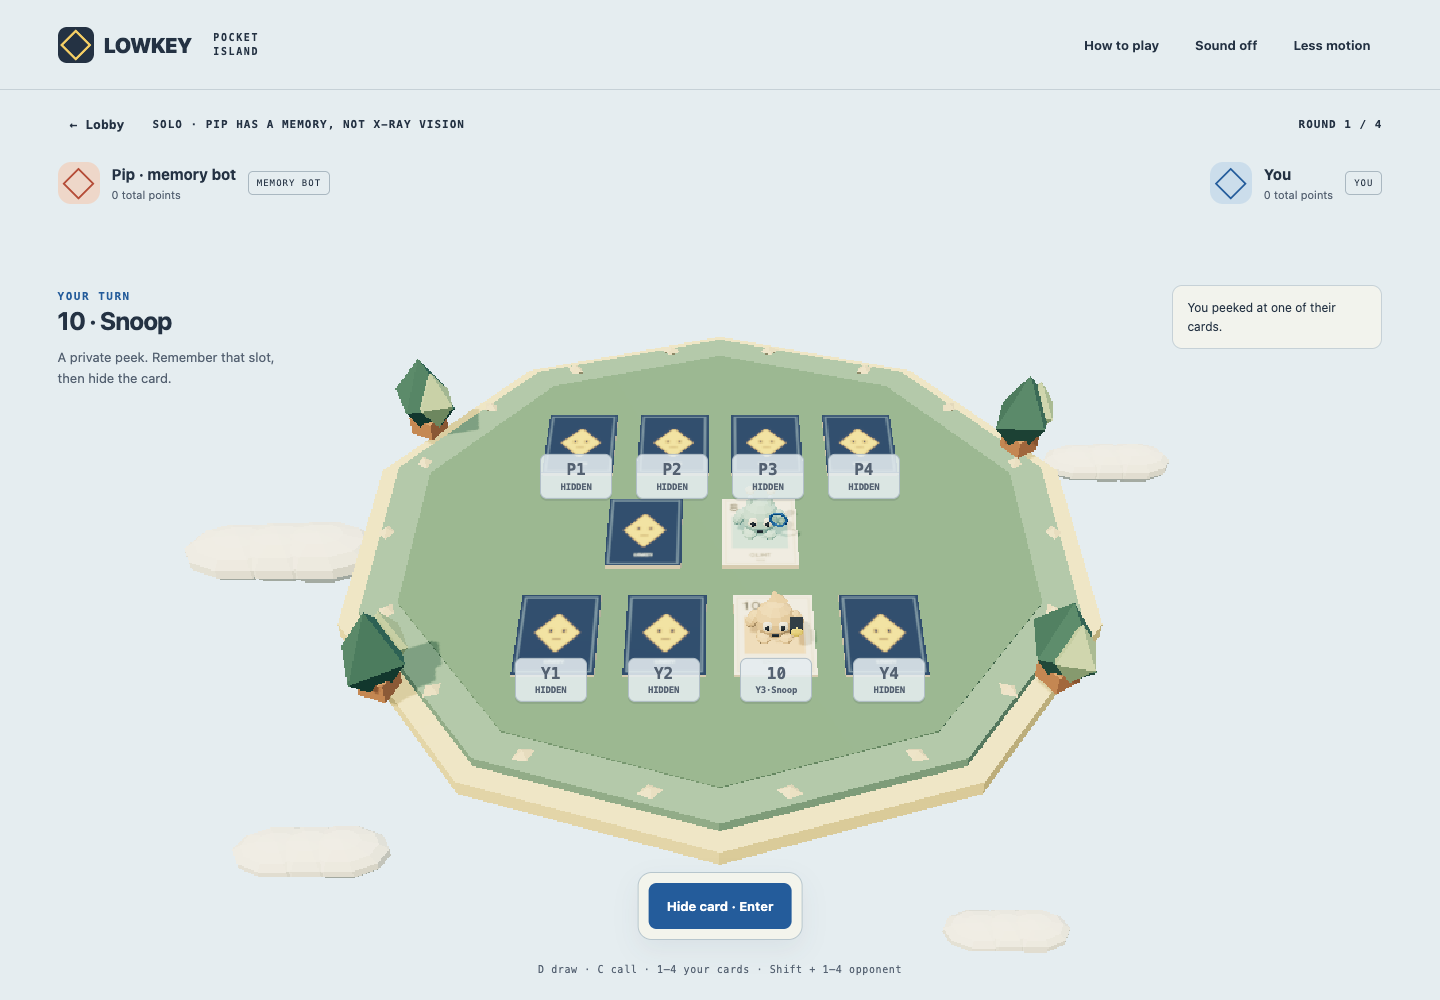 LOWKEY
POCKET
ISLAND
How to play
Sound off
Less motion
← Lobby
SOLO · PIP HAS A MEMORY, NOT X-RAY VISION
ROUND 1 / 4
Pip · memory bot
0 total points
MEMORY BOT
You
0 total points
YOU
YOUR TURN
10 · Snoop
A private peek. Remember that slot,
then hide the card.
You peeked at one of their
cards.
P1
HIDDEN
P2
HIDDEN
P3
HIDDEN
P4
HIDDEN
10
Y1
HIDDEN
Y2
HIDDEN
10
Y3·Snoop
Y4
HIDDEN
Hide card · Enter
D draw · C call · 1–4 your cards · Shift + 1–4 opponent